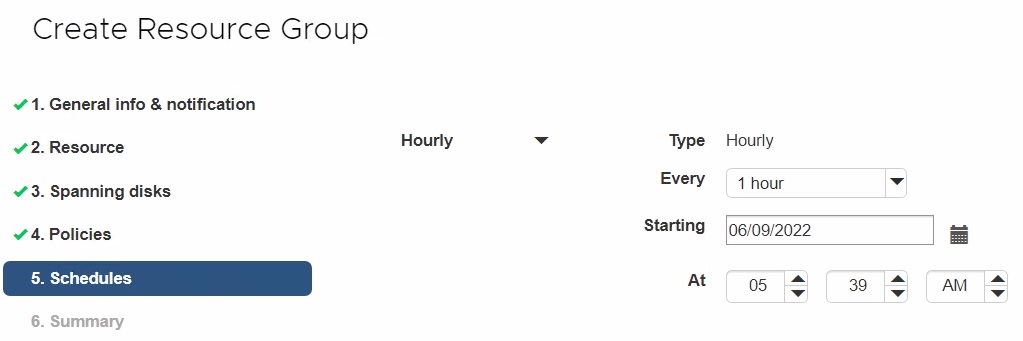 Create Resource Group
1. General info & notification
2. Resource
3. Spanning disks
4. Policies
5. Schedules
6. Summary
Hourly
Type Hourly
Every 1 hour
Starting 06/09/2022
At 05 39 AM